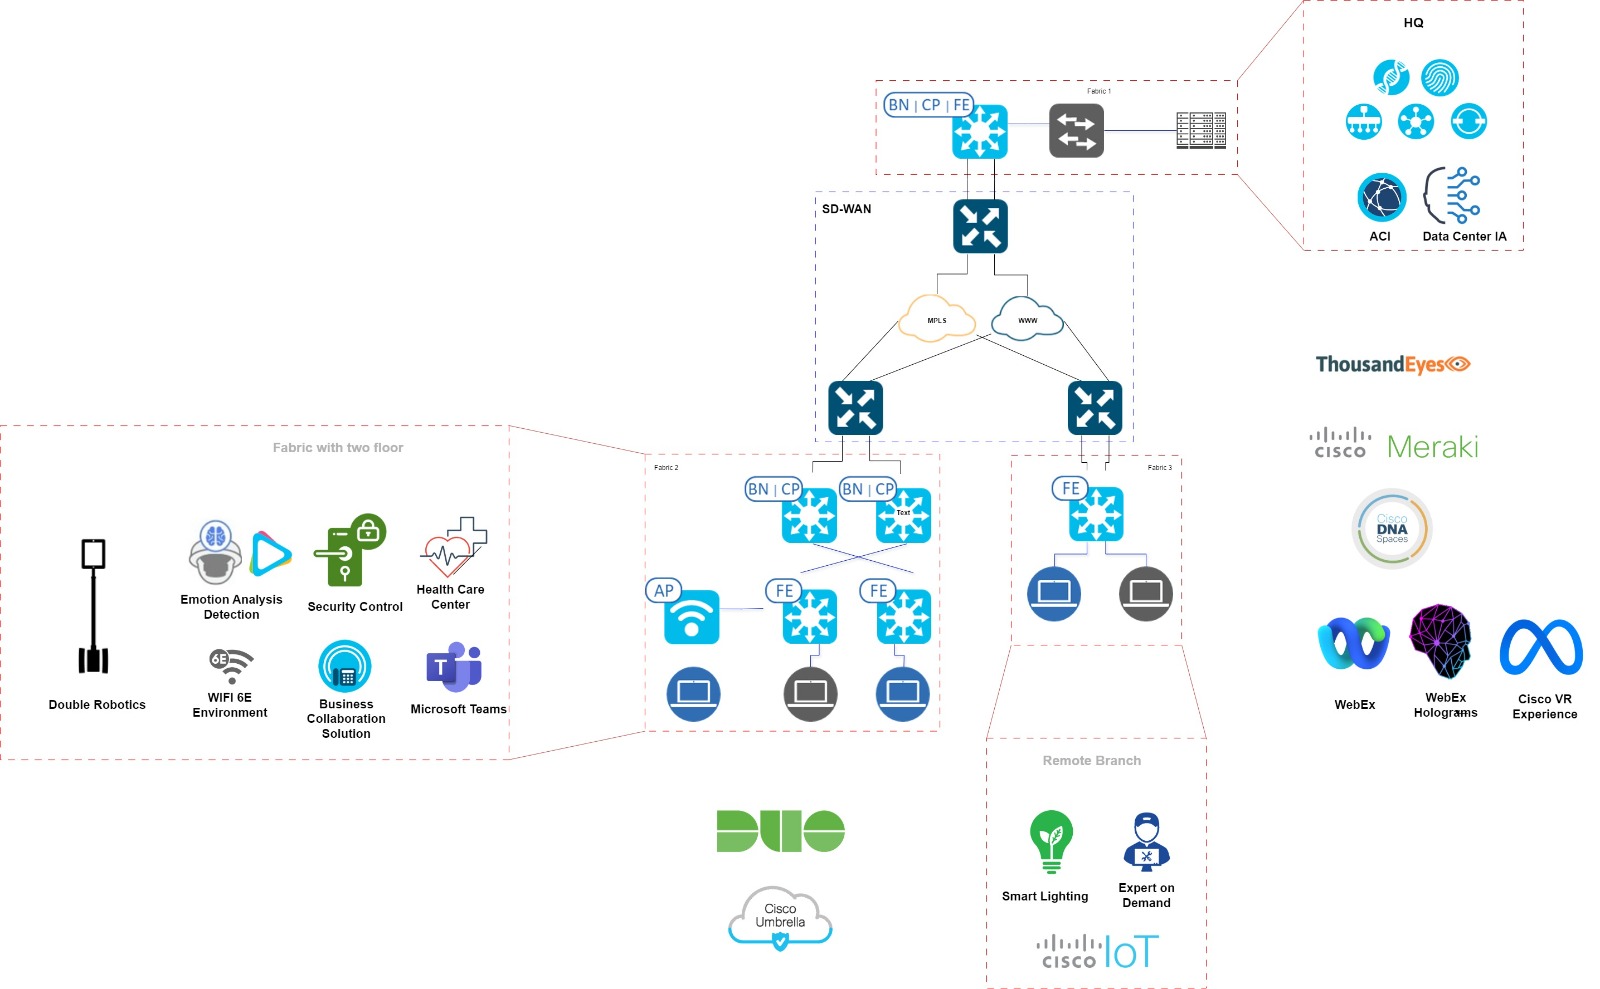 HQ
Fabric 1
BN | CP | FE
ACI
Data Center IA
SD-WAN
MPLS
WWW
ThousandEyes
CISCO Meraki
Cisco
DNA
Spaces
WebEx
WebEx
Holograms
Cisco VR
Experience
Fabric with two floor
Emotion Analysis
Detection
Security Control
Health Care
Center
Double Robotics
6E
WIFI 6E
Environment
Business
Collaboration
Solution
T
Microsoft Teams
Fabric 2
BN | CP
BN | CP
Text
AP
FE
FE
Fabric 3
FE
Remote Branch
Smart Lighting
Expert on
Demand
CISCO IoT
DUO
Cisco
Umbrella